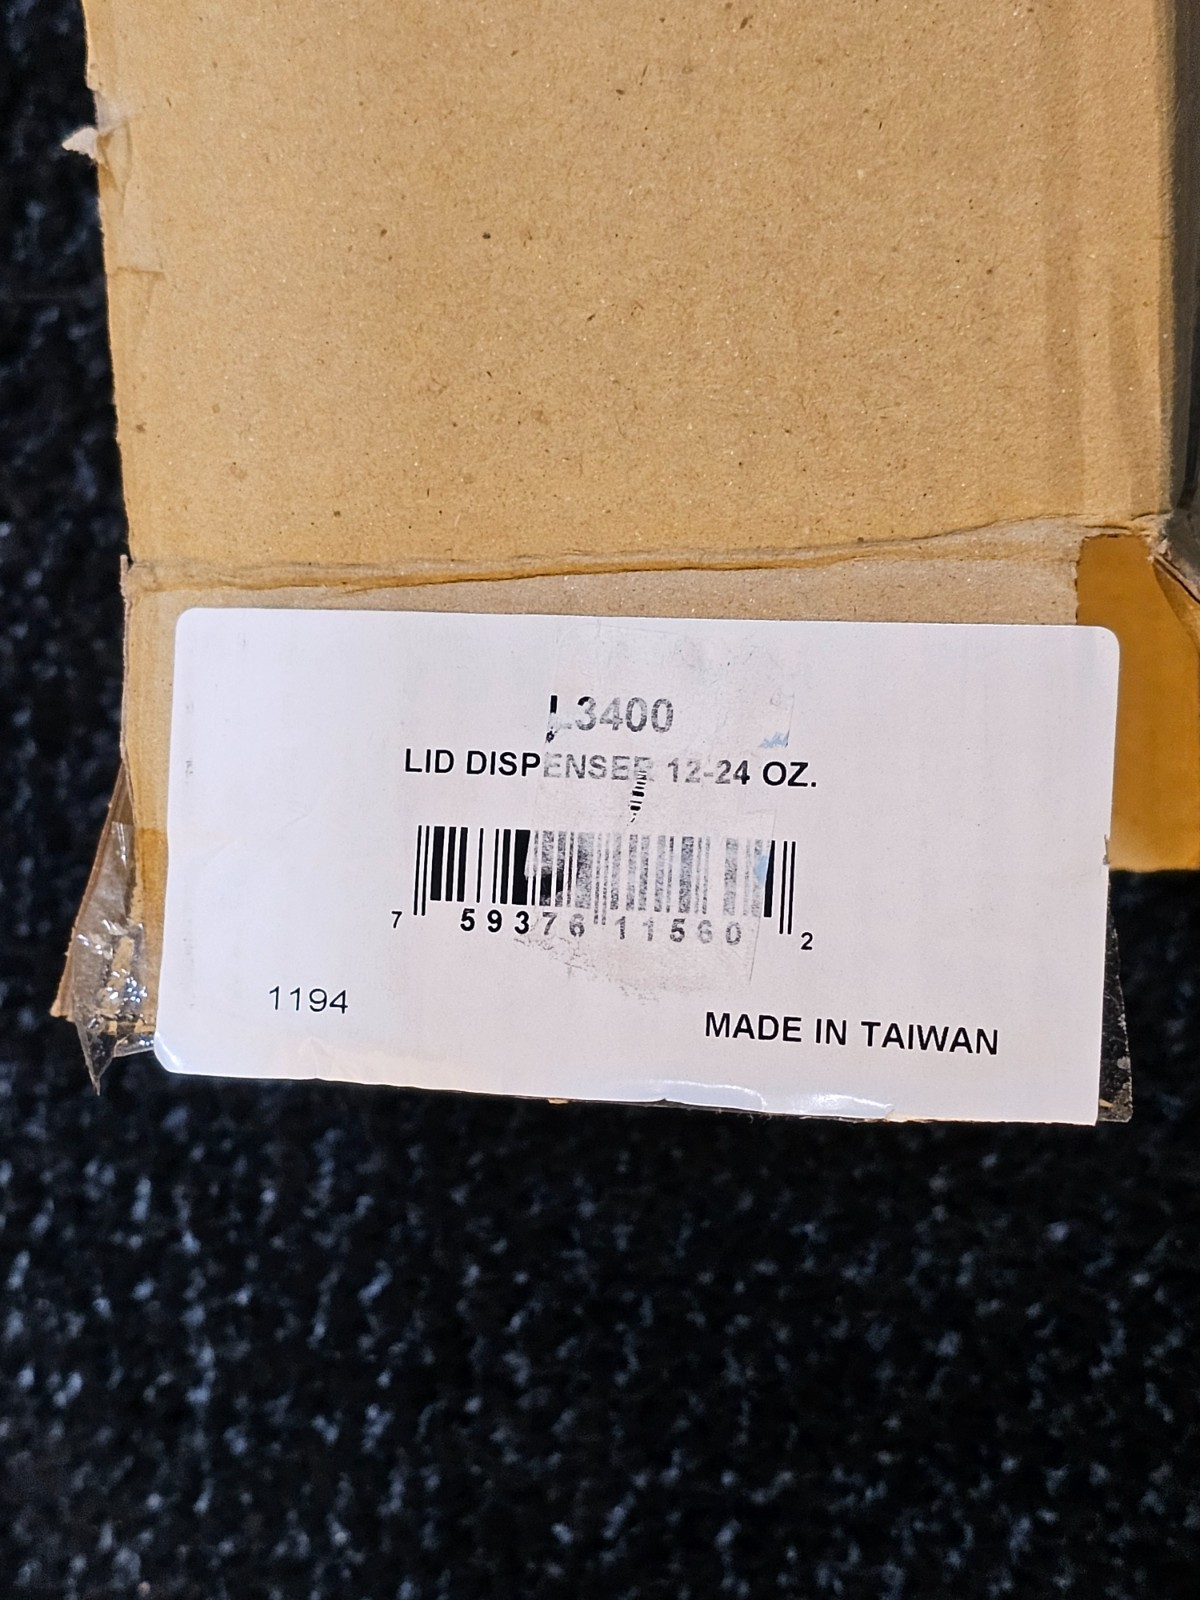 L3400
LID DISPENSER 12-24 OZ.
7 59376 11560 2
1194
MADE IN TAIWAN